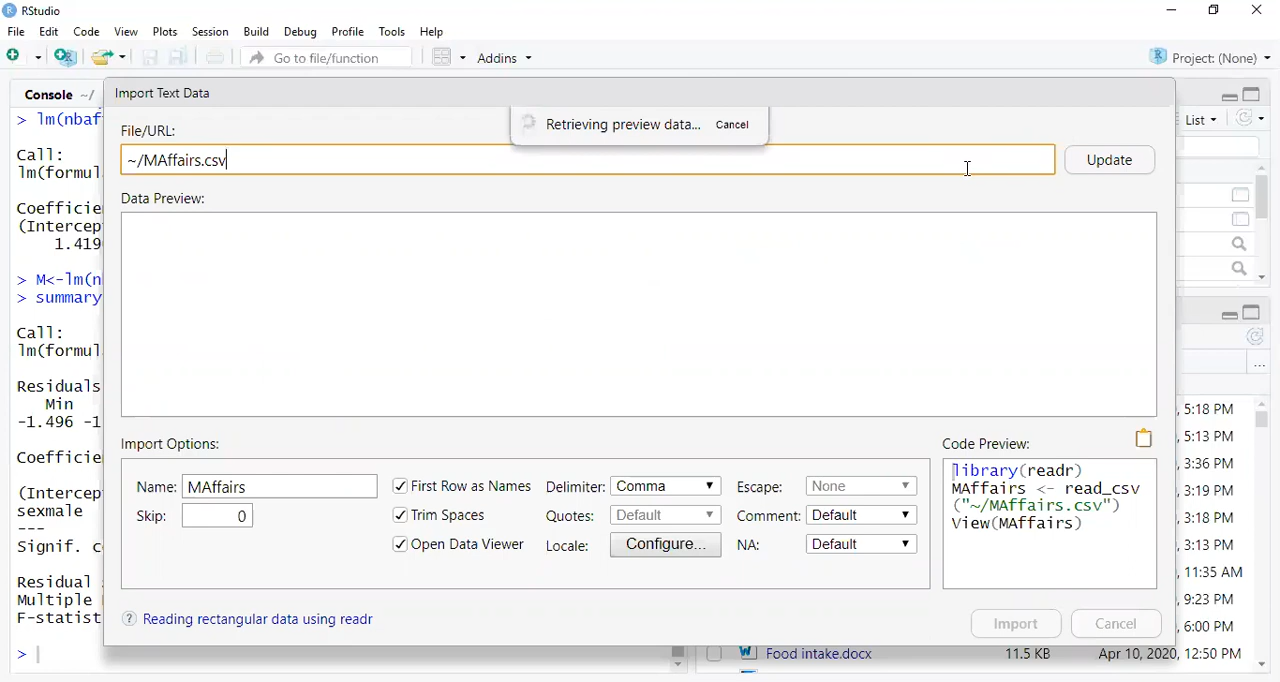 RStudio
File Edit Code View Plots Session Build Debug Profile Tools Help
Go to file/function Addins Project: (None)
Console ~/
> lm(nbaf
Call:
lm(formul
Coefficie
(Intercep
1.419
> M<-lm(n
> summary
Call:
lm(formul
Residuals
Min
-1.496 -1
Coefficie
(Intercep
sexmale
---
Signif. c
Residual
Multiple
F-statist
>
Import Text Data
Retrieving preview data... Cancel
File/URL:
~/MAffairs.csv
Update
Data Preview:
Import Options:
Name: MAffairs
Skip: 0
First Row as Names
Trim Spaces
Open Data Viewer
Delimiter: Comma
Quotes: Default
Locale: Configure...
Escape: None
Comment: Default
NA: Default
Code Preview:
library(readr)
MAffairs <- read_csv
("~/MAffairs.csv")
View(MAffairs)
? Reading rectangular data using readr
Import Cancel
List
...
, 5:18 PM
, 5:13 PM
, 3:36 PM
, 3:19 PM
, 3:18 PM
, 3:13 PM
, 11:35 AM
, 9:23 PM
, 6:00 PM
Food intake.docx 11.5 KB Apr 10, 2020, 12:50 PM